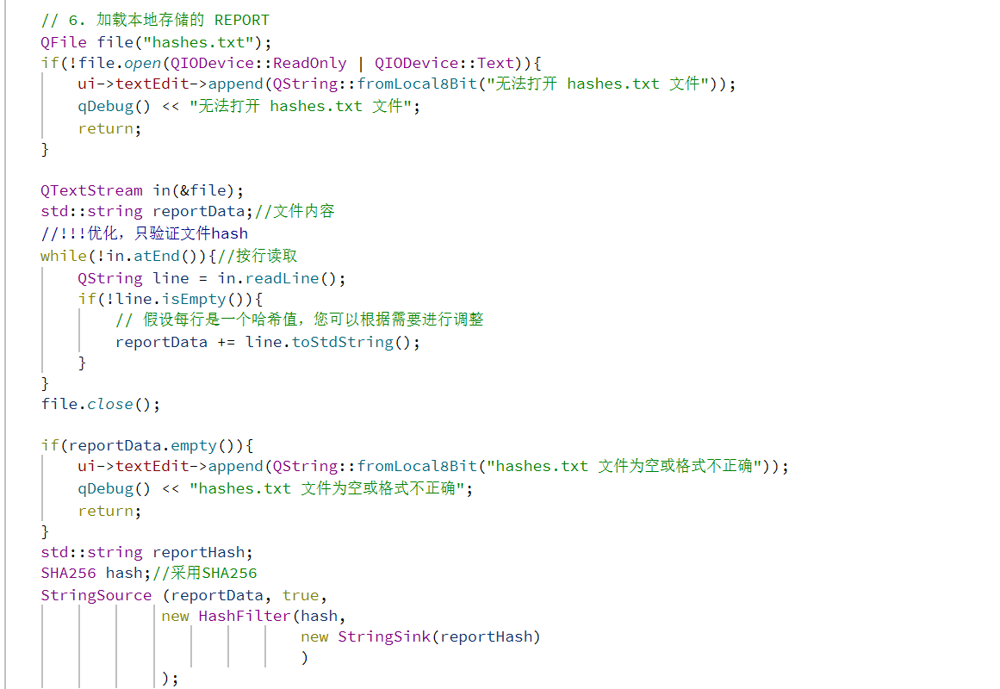 // 6. 加载本地存储的 REPORT
QFile file("hashes.txt");
if(!file.open(QIODevice::ReadOnly | QIODevice::Text)){
ui->textEdit->append(QString::fromLocal8Bit("无法打开 hashes.txt 文件"));
qDebug() << "无法打开 hashes.txt 文件";
return;
}
QTextStream in(&file);
std::string reportData;//文件内容
//!!!优化，只验证文件hash
while(!in.atEnd()){//按行读取
QString line = in.readLine();
if(!line.isEmpty()){
// 假设每行是一个哈希值，您可以根据需要进行调整
reportData += line.toStdString();
}
}
file.close();
if(reportData.empty()){
ui->textEdit->append(QString::fromLocal8Bit("hashes.txt 文件为空或格式不正确"));
qDebug() << "hashes.txt 文件为空或格式不正确";
return;
}
std::string reportHash;
SHA256 hash;//采用SHA256
StringSource (reportData, true,
new HashFilter(hash,
new StringSink(reportHash)
)
);